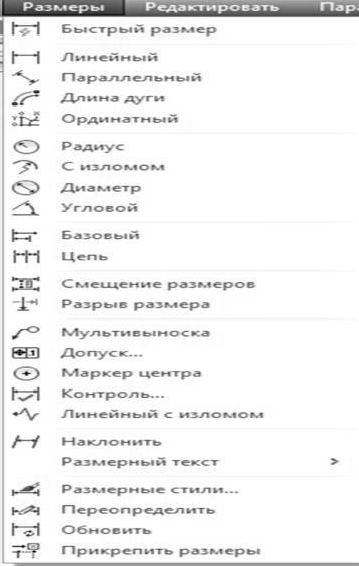 Размеры Редактировать Пар
Быстрый размер
Линейный
Параллельный
Длина дуги
Ординатный
Радиус
С изломом
Диаметр
Угловой
Базовый
Цепь
Смещение размеров
Разрыв размера
Мультивыноска
Допуск...
Маркер центра
Контроль...
Линейный с изломом
Наклонить
Размерный текст >
Размерные стили...
Переопределить
Обновить
Прикрепить размеры